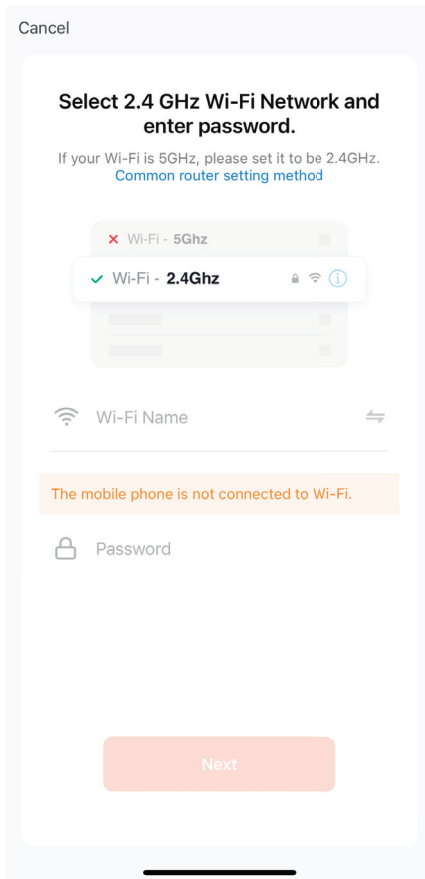 Cancel
Select 2.4 GHz Wi-Fi Network and
enter password.
If your Wi-Fi is 5GHz, please set it to be 2.4GHz.
Common router setting method
Wi-Fi - 5Ghz
Wi-Fi - 2.4Ghz
Wi-Fi Name
The mobile phone is not connected to Wi-Fi.
Password
Next